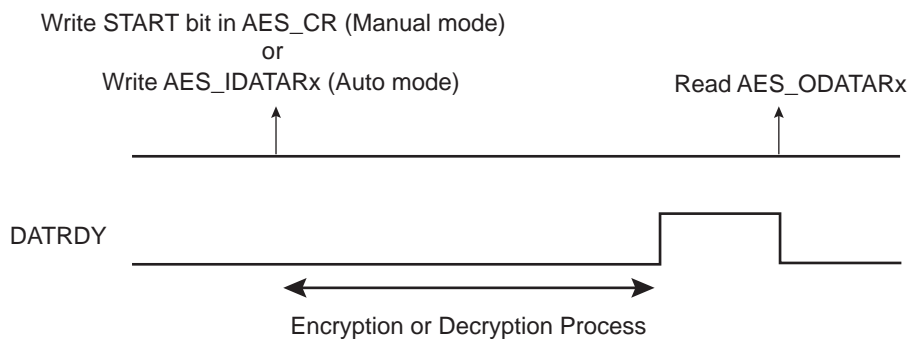 Write START bit in AES_CR (Manual mode)
or
Write AES_IDATARx (Auto mode)
Read AES_ODATARx
DATRDY
Encryption or Decryption Process